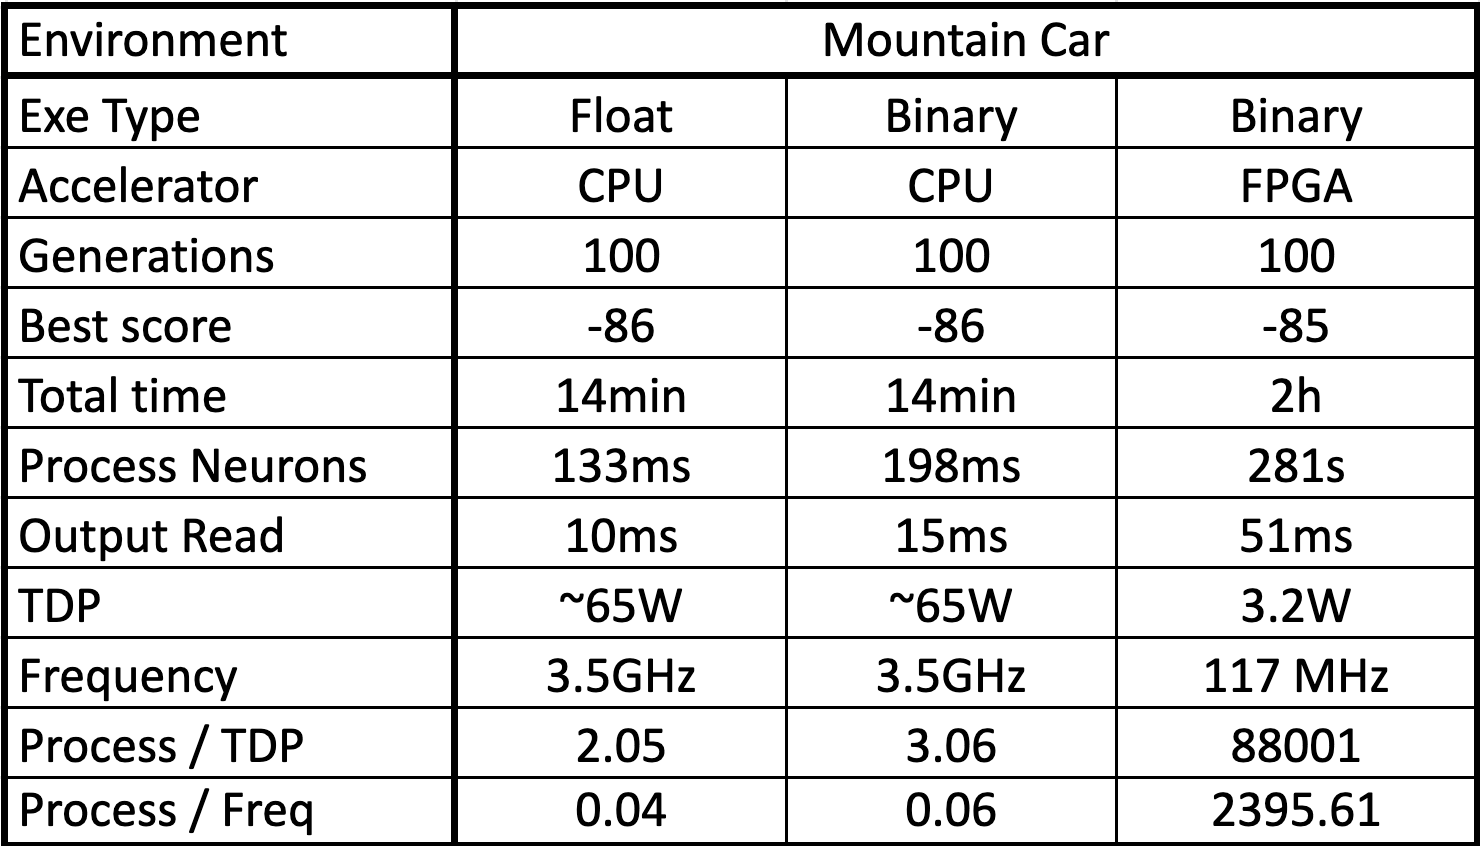 Environment Mountain Car
Exe Type Float Binary Binary
Accelerator CPU CPU FPGA
Generations 100 100 100
Best score -86 -86 -85
Total time 14min 14min 2h
Process Neurons 133ms 198ms 281s
Output Read 10ms 15ms 51ms
TDP ~65W ~65W 3.2W
Frequency 3.5GHz 3.5GHz 117 MHz
Process / TDP 2.05 3.06 88001
Process / Freq 0.04 0.06 2395.61